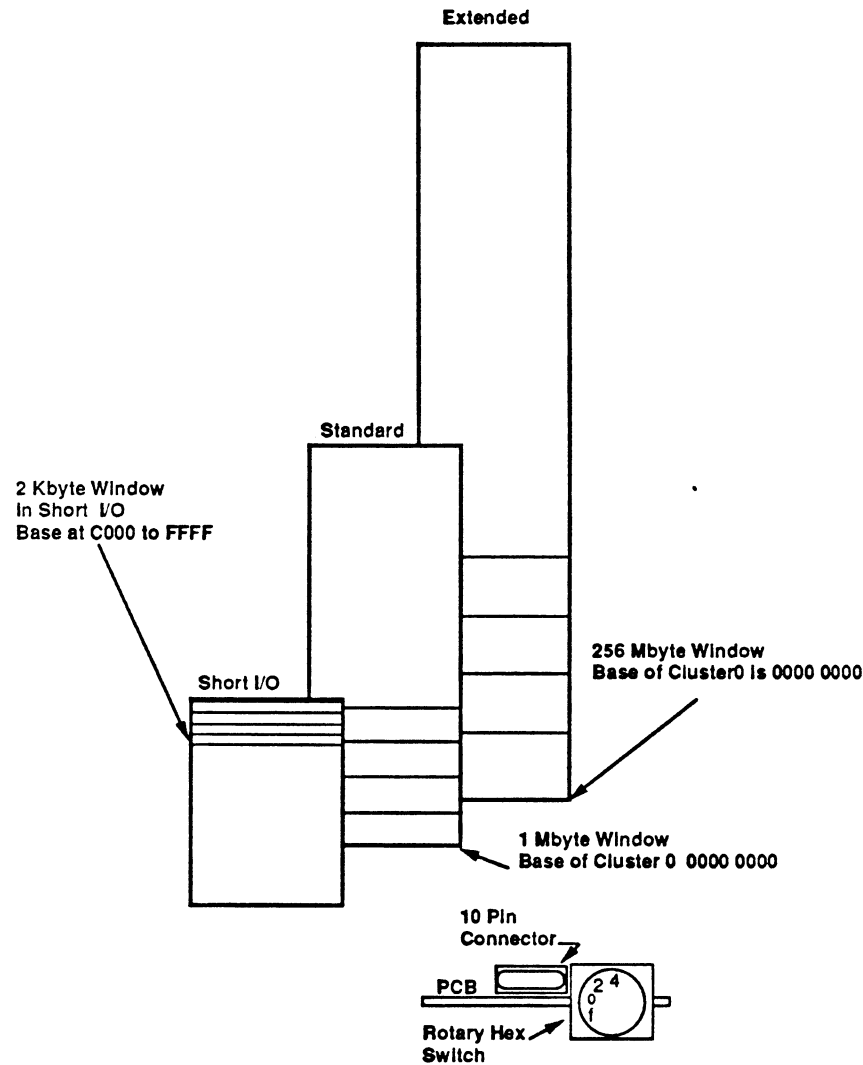 Extended
Standard
2 Kbyte Window
In Short I/O
Base at C000 to FFFF
256 Mbyte Window
Base of Cluster0 is 0000 0000
Short I/O
1 Mbyte Window
Base of Cluster 0 0000 0000
10 Pin
Connector
PCB
2 4
0
f
Rotary Hex
Switch